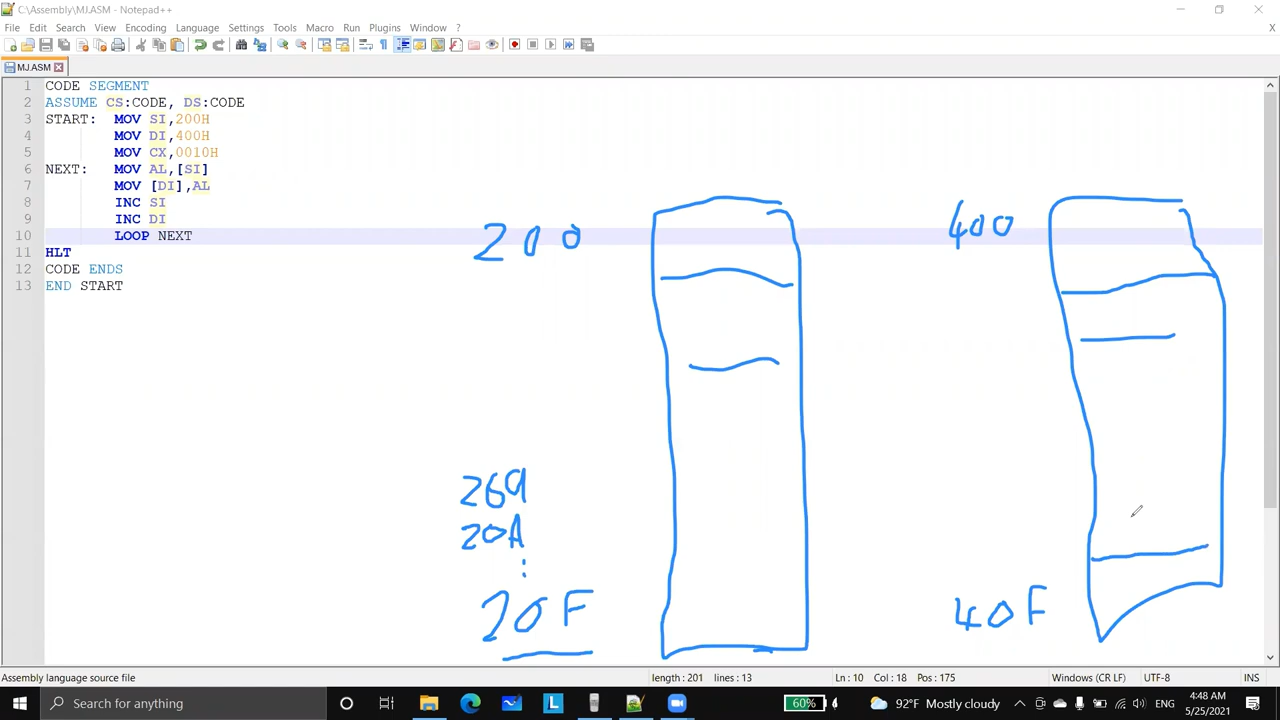 C:\Assembly\MJ.ASM - Notepad++
File Edit Search View Encoding Language Settings Tools Macro Run Plugins Window ? X
MJ.ASM
1 CODE SEGMENT
2 ASSUME CS:CODE, DS:CODE
3 START: MOV SI,200H
4 MOV DI,400H
5 MOV CX,0010H
6 NEXT: MOV AL,[SI]
7 MOV [DI],AL
8 INC SI
9 INC DI
10 LOOP NEXT
11 HLT
12 CODE ENDS
13 END START
200
400
209
20A
:
20F
40F
Assembly language source file length : 201 lines : 13 Ln : 10 Col : 18 Pos : 175 Windows (CR LF) UTF-8 INS
Type here to search
60%
92°F Mostly cloudy
ENG
4:48 AM
5/25/2021